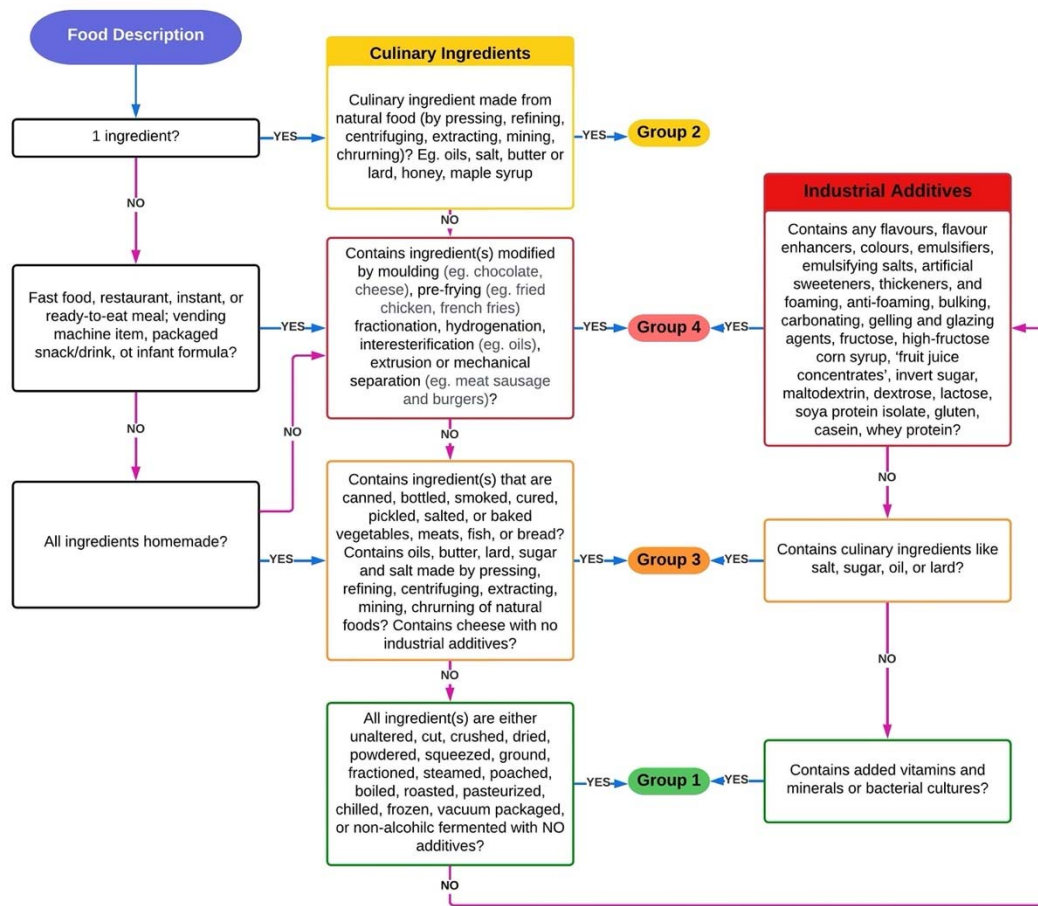 Food Description
1 ingredient?
YES
NO
Fast food, restaurant, instant, or
ready-to-eat meal; vending
machine item, packaged
snack/drink, ot infant formula?
YES
NO
All ingredients homemade?
NO
YES
Culinary Ingredients
Culinary ingredient made from
natural food (by pressing, refining,
centrifuging, extracting, mining,
chrurning)? Eg. oils, salt, butter or
lard, honey, maple syrup
YES
Group 2
NO
Contains ingredient(s) modified
by moulding (eg. chocolate,
cheese), pre-frying (eg. fried
chicken, french fries)
fractionation, hydrogenation,
interesterification (eg. oils),
extrusion or mechanical
separation (eg. meat sausage
and burgers)?
YES
Group 4
YES
NO
Contains ingredient(s) that are
canned, bottled, smoked, cured,
pickled, salted, or baked
vegetables, meats, fish, or bread?
Contains oils, butter, lard, sugar
and salt made by pressing,
refining, centrifuging, extracting,
mining, chrurning of natural
foods? Contains cheese with no
industrial additives?
YES
Group 3
YES
NO
All ingredient(s) are either
unaltered, cut, crushed, dried,
powdered, squeezed, ground,
fractioned, steamed, poached,
boiled, roasted, pasteurized,
chilled, frozen, vacuum packaged,
or non-alcohilc fermented with NO
additives?
YES
Group 1
YES
NO
Industrial Additives
Contains any flavours, flavour
enhancers, colours, emulsifiers,
emulsifying salts, artificial
sweeteners, thickeners, and
foaming, anti-foaming, bulking,
carbonating, gelling and glazing
agents, fructose, high-fructose
corn syrup, ‘fruit juice
concentrates’, invert sugar,
maltodextrin, dextrose, lactose,
soya protein isolate, gluten,
casein, whey protein?
NO
Contains culinary ingredients like
salt, sugar, oil, or lard?
NO
Contains added vitamins and
minerals or bacterial cultures?